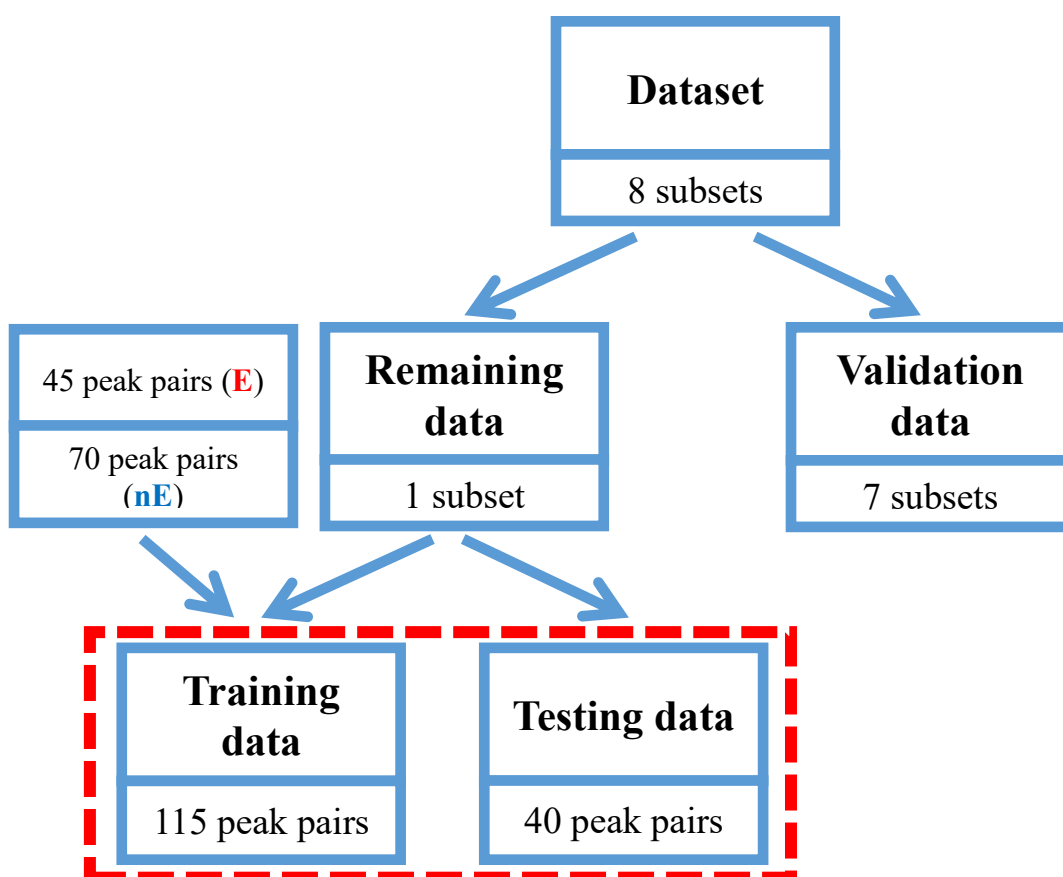 Dataset
8 subsets
45 peak pairs (E)
70 peak pairs
(nE)
Remaining
data
1 subset
Validation
data
7 subsets
Training
data
115 peak pairs
Testing data
40 peak pairs